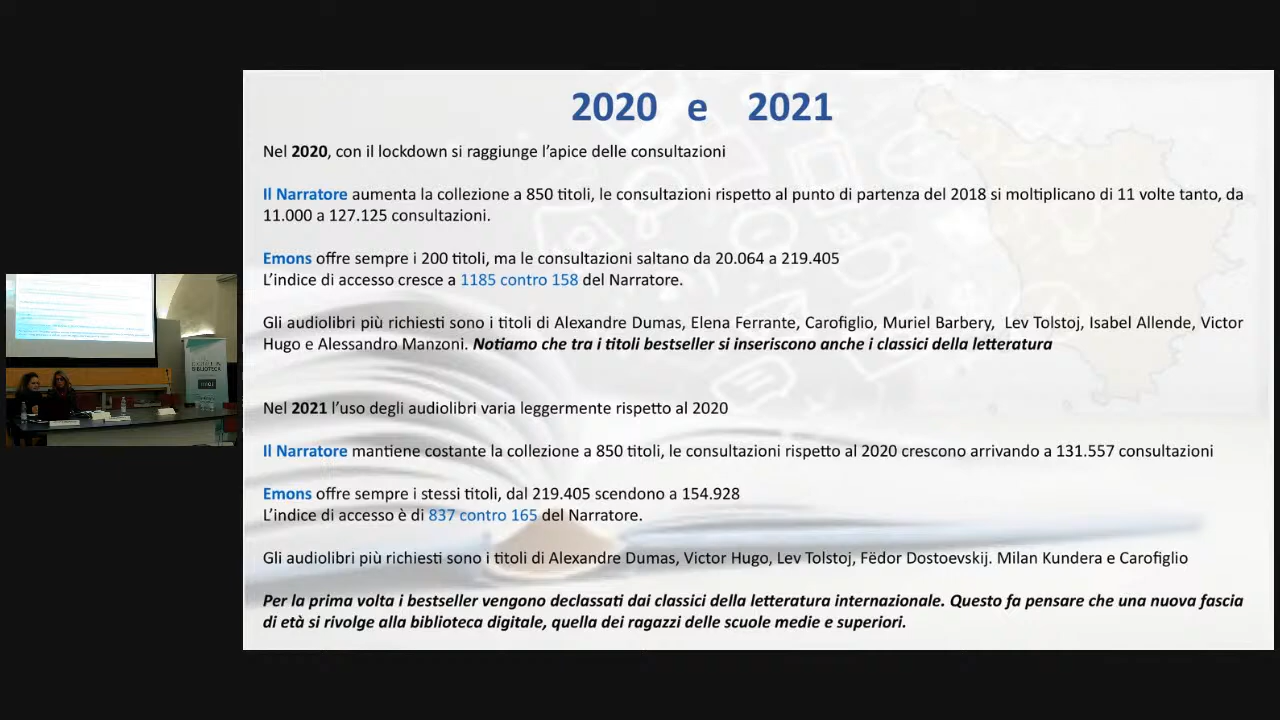 2020 e 2021
Nel 2020, con il lockdown si raggiunge l’apice delle consultazioni
Il Narratore aumenta la collezione a 850 titoli, le consultazioni rispetto al punto di partenza del 2018 si moltiplicano di 11 volte tanto, da
11.000 a 127.125 consultazioni.
Emons offre sempre i 200 titoli, ma le consultazioni saltano da 20.064 a 219.405
L’indice di accesso cresce a 1185 contro 158 del Narratore.
Gli audiolibri più richiesti sono i titoli di Alexandre Dumas, Elena Ferrante, Carofiglio, Muriel Barbery, Lev Tolstoj, Isabel Allende, Victor
Hugo e Alessandro Manzoni. Notiamo che tra i titoli bestseller si inseriscono anche i classici della letteratura
Nel 2021 l’uso degli audiolibri varia leggermente rispetto al 2020
Il Narratore mantiene costante la collezione a 850 titoli, le consultazioni rispetto al 2020 crescono arrivando a 131.557 consultazioni
Emons offre sempre i stessi titoli, dal 219.405 scendono a 154.928
L’indice di accesso è di 837 contro 165 del Narratore.
Gli audiolibri più richiesti sono i titoli di Alexandre Dumas, Victor Hugo, Lev Tolstoj, Fëdor Dostoevskij. Milan Kundera e Carofiglio
Per la prima volta i bestseller vengono declassati dai classici della letteratura internazionale. Questo fa pensare che una nuova fascia
di età si rivolge alla biblioteca digitale, quella dei ragazzi delle scuole medie e superiori.
BIBLIOTECA